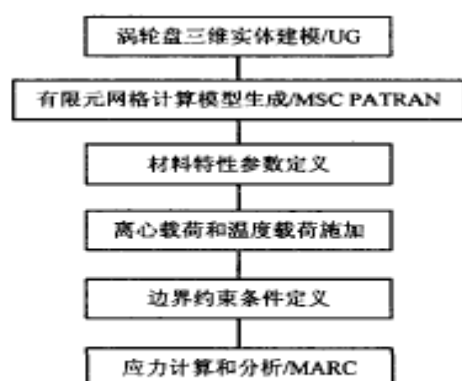 涡轮盘三维实体建模/UG
有限元网格计算模型生成/MSC PATRAN
材料特性参数定义
离心载荷和温度载荷施加
边界约束条件定义
应力计算和分析/MARC